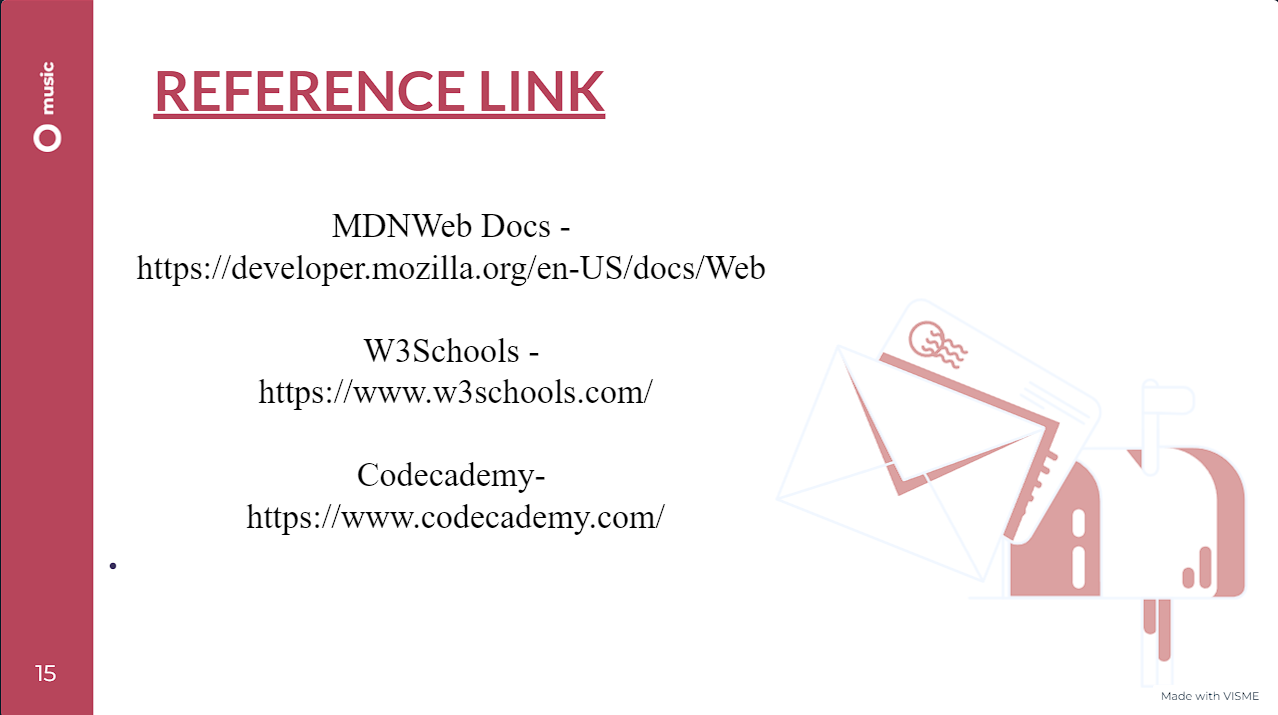 music
REFERENCE LINK
MDNWeb Docs -
https://developer.mozilla.org/en-US/docs/Web
W3Schools -
https://www.w3schools.com/
Codecademy-
https://www.codecademy.com/
•
15
Made with VISME